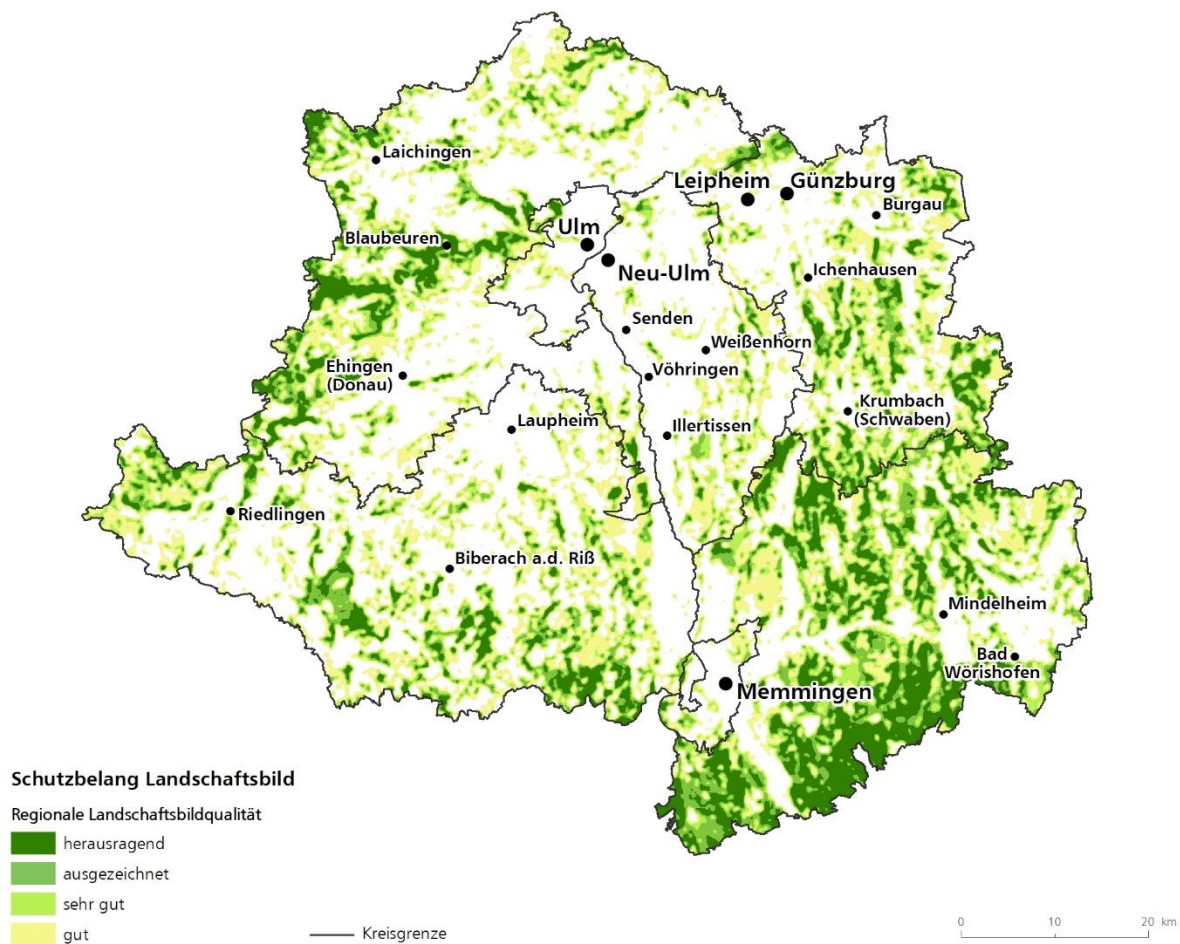 Laichingen
Leipheim
Günzburg
Burgau
Ulm
Blaubeuren
Neu-Ulm
Ichenhausen
Senden
Weißenhorn
Ehingen
(Donau)
Vöhringen
Krumbach
(Schwaben)
Laupheim
Illertissen
Riedlingen
Biberach a.d. Riß
Mindelheim
Bad
Wörishofen
Memmingen
Schutzbelang Landschaftsbild
Regionale Landschaftsbildqualität
herausragend
ausgezeichnet
sehr gut
gut
Kreisgrenze
0 10 20 km